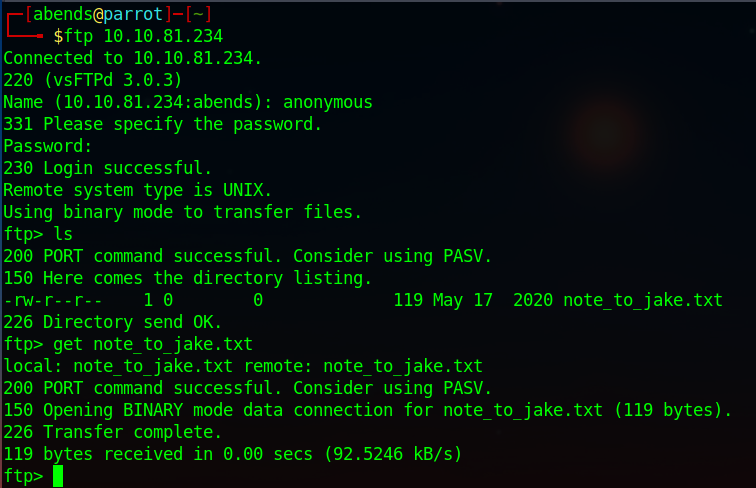 ┌─[abends@parrot]─[~]
└──╼ $ftp 10.10.81.234
Connected to 10.10.81.234.
220 (vsFTPd 3.0.3)
Name (10.10.81.234:abends): anonymous
331 Please specify the password.
Password:
230 Login successful.
Remote system type is UNIX.
Using binary mode to transfer files.
ftp> ls
200 PORT command successful. Consider using PASV.
150 Here comes the directory listing.
-rw-r--r--    1 0        0             119 May 17  2020 note_to_jake.txt
226 Directory send OK.
ftp> get note_to_jake.txt
local: note_to_jake.txt remote: note_to_jake.txt
200 PORT command successful. Consider using PASV.
150 Opening BINARY mode data connection for note_to_jake.txt (119 bytes).
226 Transfer complete.
119 bytes received in 0.00 secs (92.5246 kB/s)
ftp>